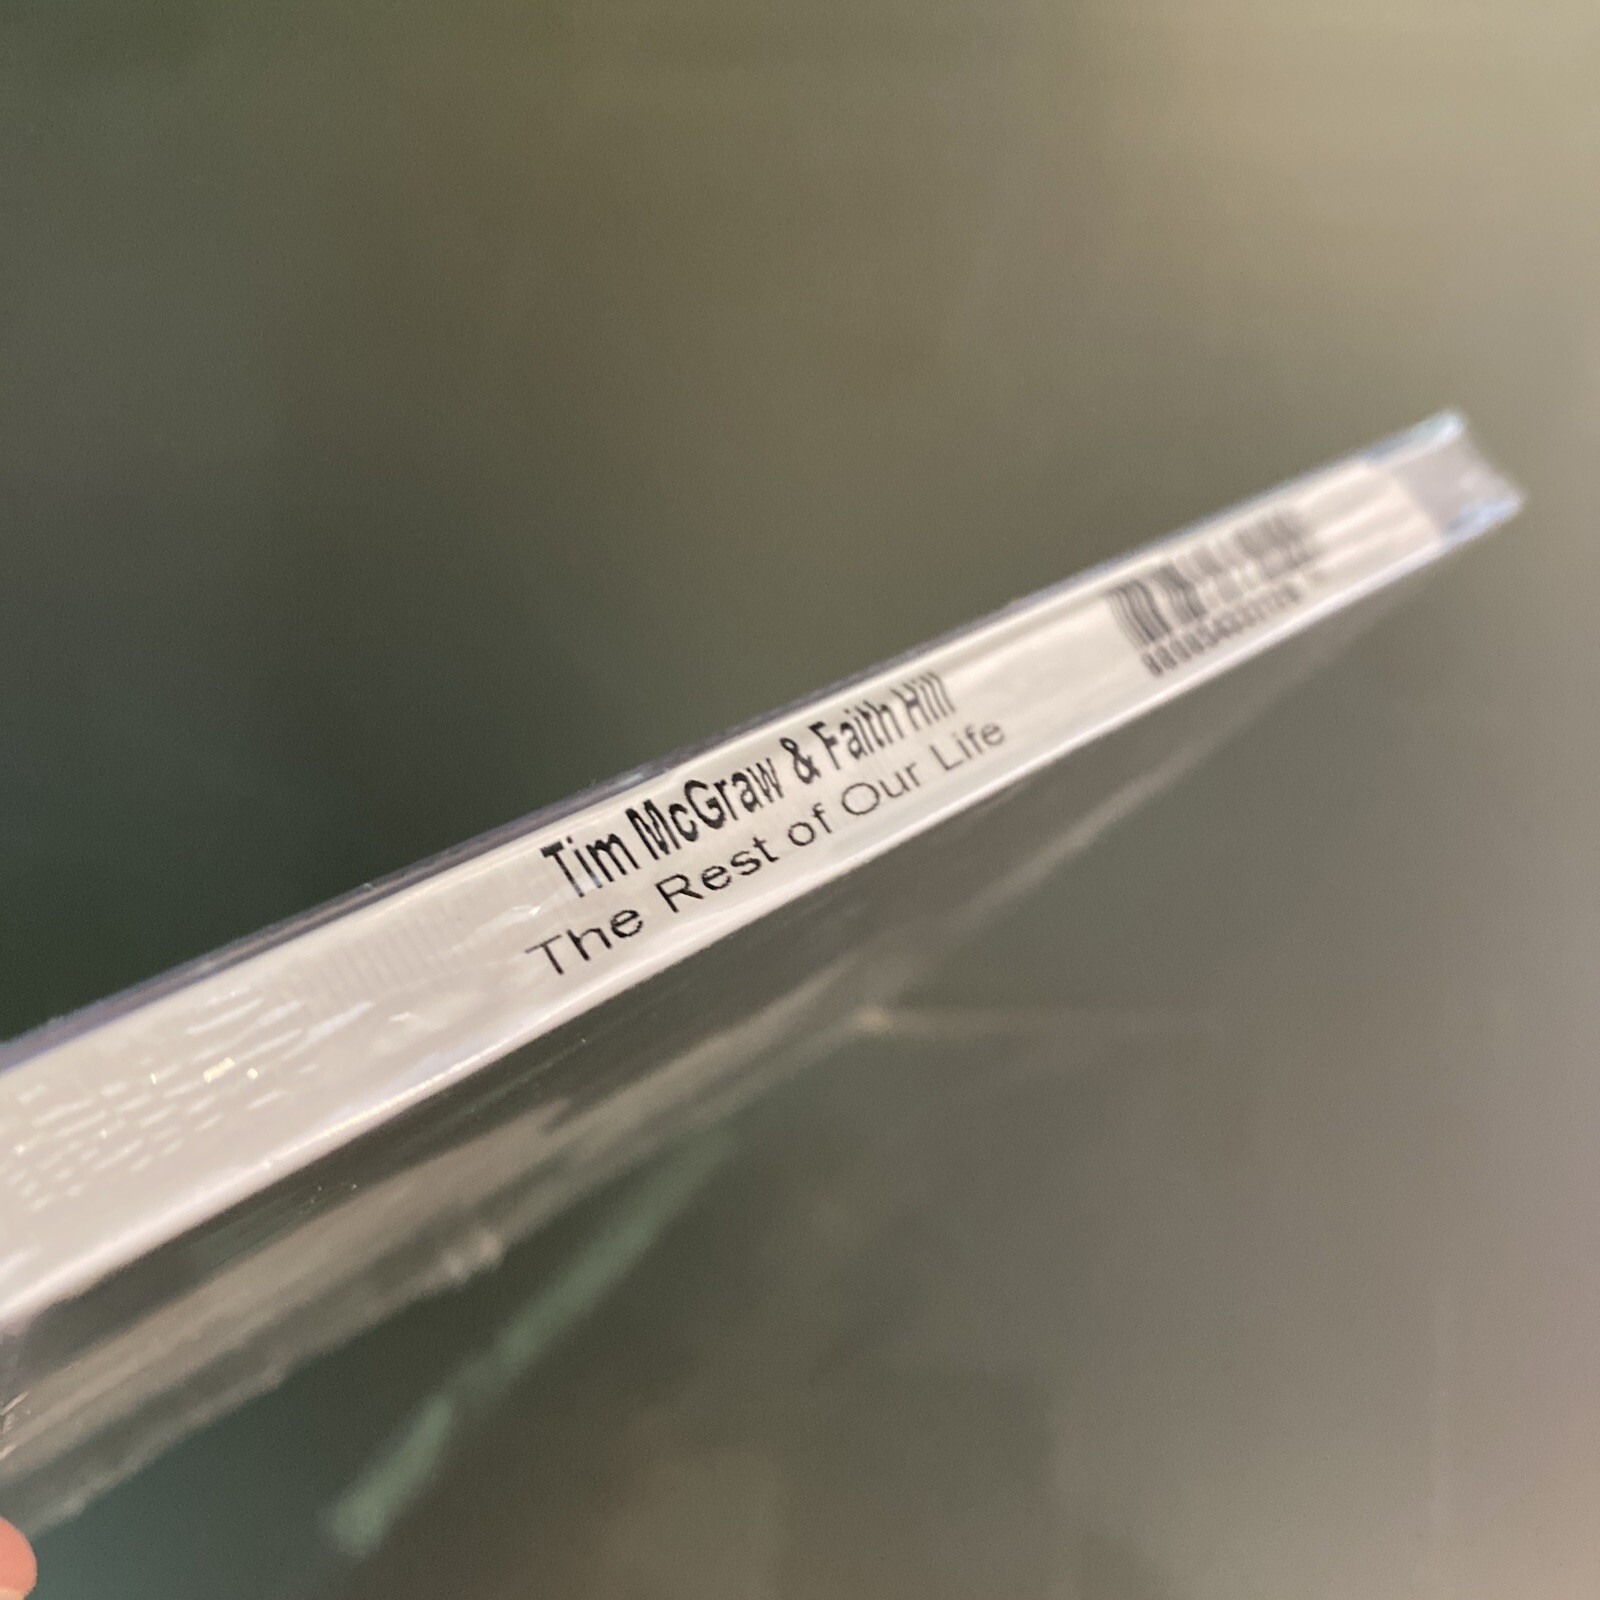 Tim McGraw & Faith Hill
The Rest of Our Life